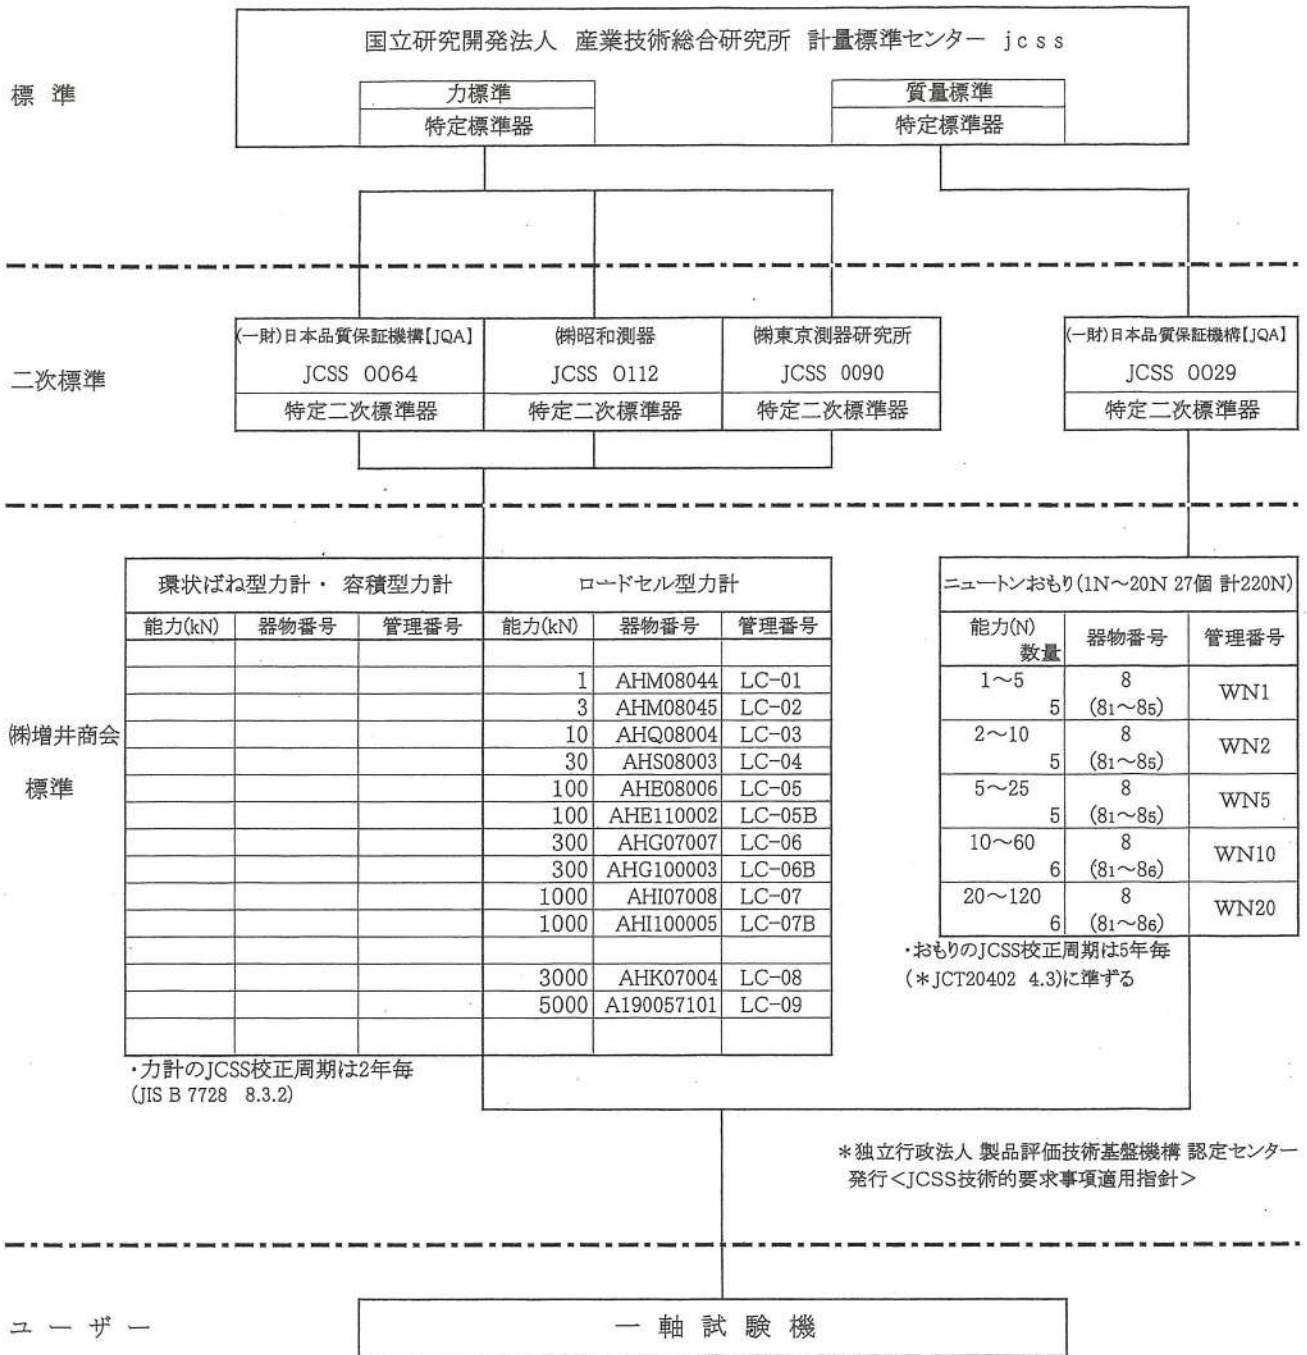 国立研究開発法人 産業技術総合研究所 計量標準センター jcss
標準
力標準
質量標準
特定標準器
特定標準器
(一財)日本品質保証機構【JQA】
㈱昭和測器
㈱東京測器研究所
(一財)日本品質保証機構【JQA】
二次標準
JCSS 0064
JCSS 0112
JCSS 0090
JCSS 0029
特定二次標準器
特定二次標準器
特定二次標準器
特定二次標準器
㈱増井商会
標準
環状ばね型力計・ 容積型力計
ロードセル型力計
能力(kN) 器物番号 管理番号 能力(kN) 器物番号 管理番号
1 AHM08044 LC-01
3 AHM08045 LC-02
10 AHQ08004 LC-03
30 AHS08003 LC-04
100 AHE08006 LC-05
100 AHE110002 LC-05B
300 AHG07007 LC-06
300 AHG100003 LC-06B
1000 AHI07008 LC-07
1000 AHI100005 LC-07B
3000 AHK07004 LC-08
5000 A190057101 LC-09
・力計のJCSS校正周期は2年毎
(JIS B 7728 8.3.2)
ニュートンおもり(1N～20N 27個 計220N)
能力(N) 数量 器物番号 管理番号
1～5 5 8 (81～85) WN1
2～10 5 8 (81～85) WN2
5～25 5 8 (81～85) WN5
10～60 6 8 (81～86) WN10
20～120 6 8 (81～86) WN20
・おもりのJCSS校正周期は5年毎
(*JCT20402 4.3)に準ずる
*独立行政法人 製品評価技術基盤機構 認定センター
発行<JCSS技術的要求事項適用指針>
ユーザー
一軸試験機